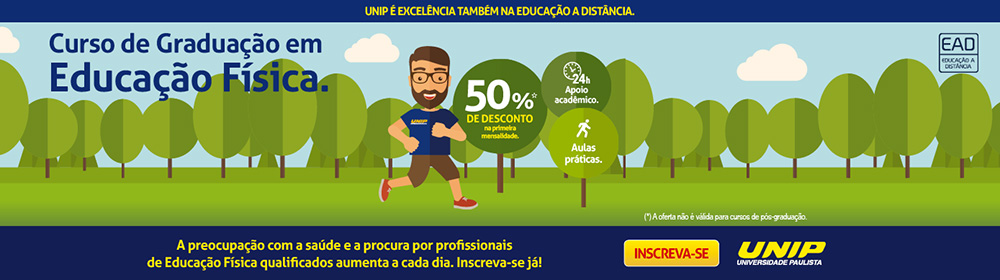 UNIP É EXCELÊNCIA TAMBÉM NA EDUCAÇÃO A DISTÂNCIA.
Curso de Graduação em
Educação Física.
EAD
EDUCAÇÃO A
DISTÂNCIA
UNIP
50%*
DE DESCONTO
na primeira
mensalidade.
24h
Apoio
acadêmico.
Aulas
práticas.
(*) A oferta não é válida para cursos de pós-graduação.
A preocupação com a saúde e a procura por profissionais
de Educação Física qualificados aumenta a cada dia. Inscreva-se já!
INSCREVA-SE
UNIP
UNIVERSIDADE PAULISTA